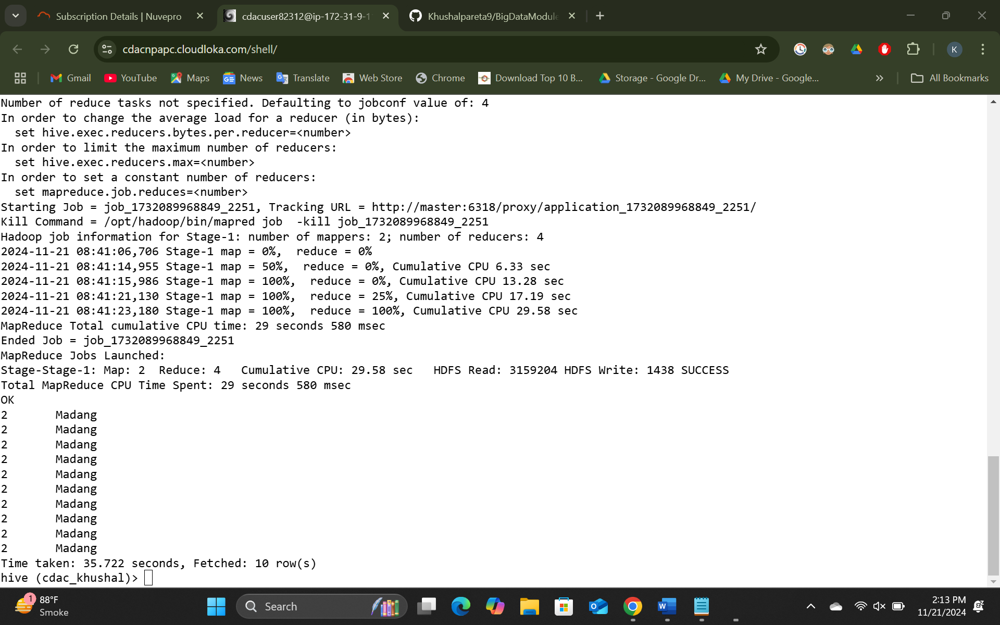 Subscription Details | Nuvepro
cdacuser82312@ip-172-31-9-1
Khushalpareta9/BigDataModule
cdacnpapc.cloudloka.com/shell/
K
Gmail
YouTube
Maps
News
Translate
Web Store
Chrome
Download Top 10 B...
Storage - Google Dr...
My Drive - Google...
All Bookmarks
Number of reduce tasks not specified. Defaulting to jobconf value of: 4
In order to change the average load for a reducer (in bytes):
  set hive.exec.reducers.bytes.per.reducer=<number>
In order to limit the maximum number of reducers:
  set hive.exec.reducers.max=<number>
In order to set a constant number of reducers:
  set mapreduce.job.reduces=<number>
Starting Job = job_1732089968849_2251, Tracking URL = http://master:6318/proxy/application_1732089968849_2251/
Kill Command = /opt/hadoop/bin/mapred job  -kill job_1732089968849_2251
Hadoop job information for Stage-1: number of mappers: 2; number of reducers: 4
2024-11-21 08:41:06,706 Stage-1 map = 0%,  reduce = 0%
2024-11-21 08:41:14,955 Stage-1 map = 50%,  reduce = 0%, Cumulative CPU 6.33 sec
2024-11-21 08:41:15,986 Stage-1 map = 100%,  reduce = 0%, Cumulative CPU 13.28 sec
2024-11-21 08:41:21,130 Stage-1 map = 100%,  reduce = 25%, Cumulative CPU 17.19 sec
2024-11-21 08:41:23,180 Stage-1 map = 100%,  reduce = 100%, Cumulative CPU 29.58 sec
MapReduce Total cumulative CPU time: 29 seconds 580 msec
Ended Job = job_1732089968849_2251
MapReduce Jobs Launched:
Stage-Stage-1: Map: 2  Reduce: 4   Cumulative CPU: 29.58 sec   HDFS Read: 3159204 HDFS Write: 1438 SUCCESS
Total MapReduce CPU Time Spent: 29 seconds 580 msec
OK
2       Madang
2       Madang
2       Madang
2       Madang
2       Madang
2       Madang
2       Madang
2       Madang
2       Madang
2       Madang
Time taken: 35.722 seconds, Fetched: 10 row(s)
hive (cdac_khushal)>
1
88°F
Smoke
Search
2:13 PM
11/21/2024